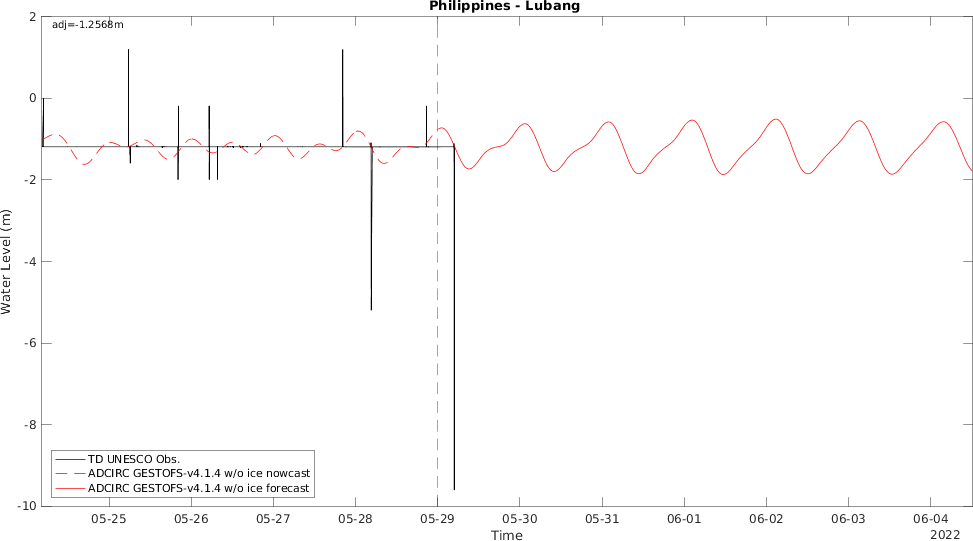 Philippines - Lubang
adj=-1.2568m
2
0
-2
-4
-6
-8
-10
Water Level (m)
TD UNESCO Obs.
ADCIRC GESTOFS-v4.1.4 w/o ice nowcast
ADCIRC GESTOFS-v4.1.4 w/o ice forecast
05-25 05-26 05-27 05-28 05-29 05-30 05-31 06-01 06-02 06-03 06-04
Time
2022